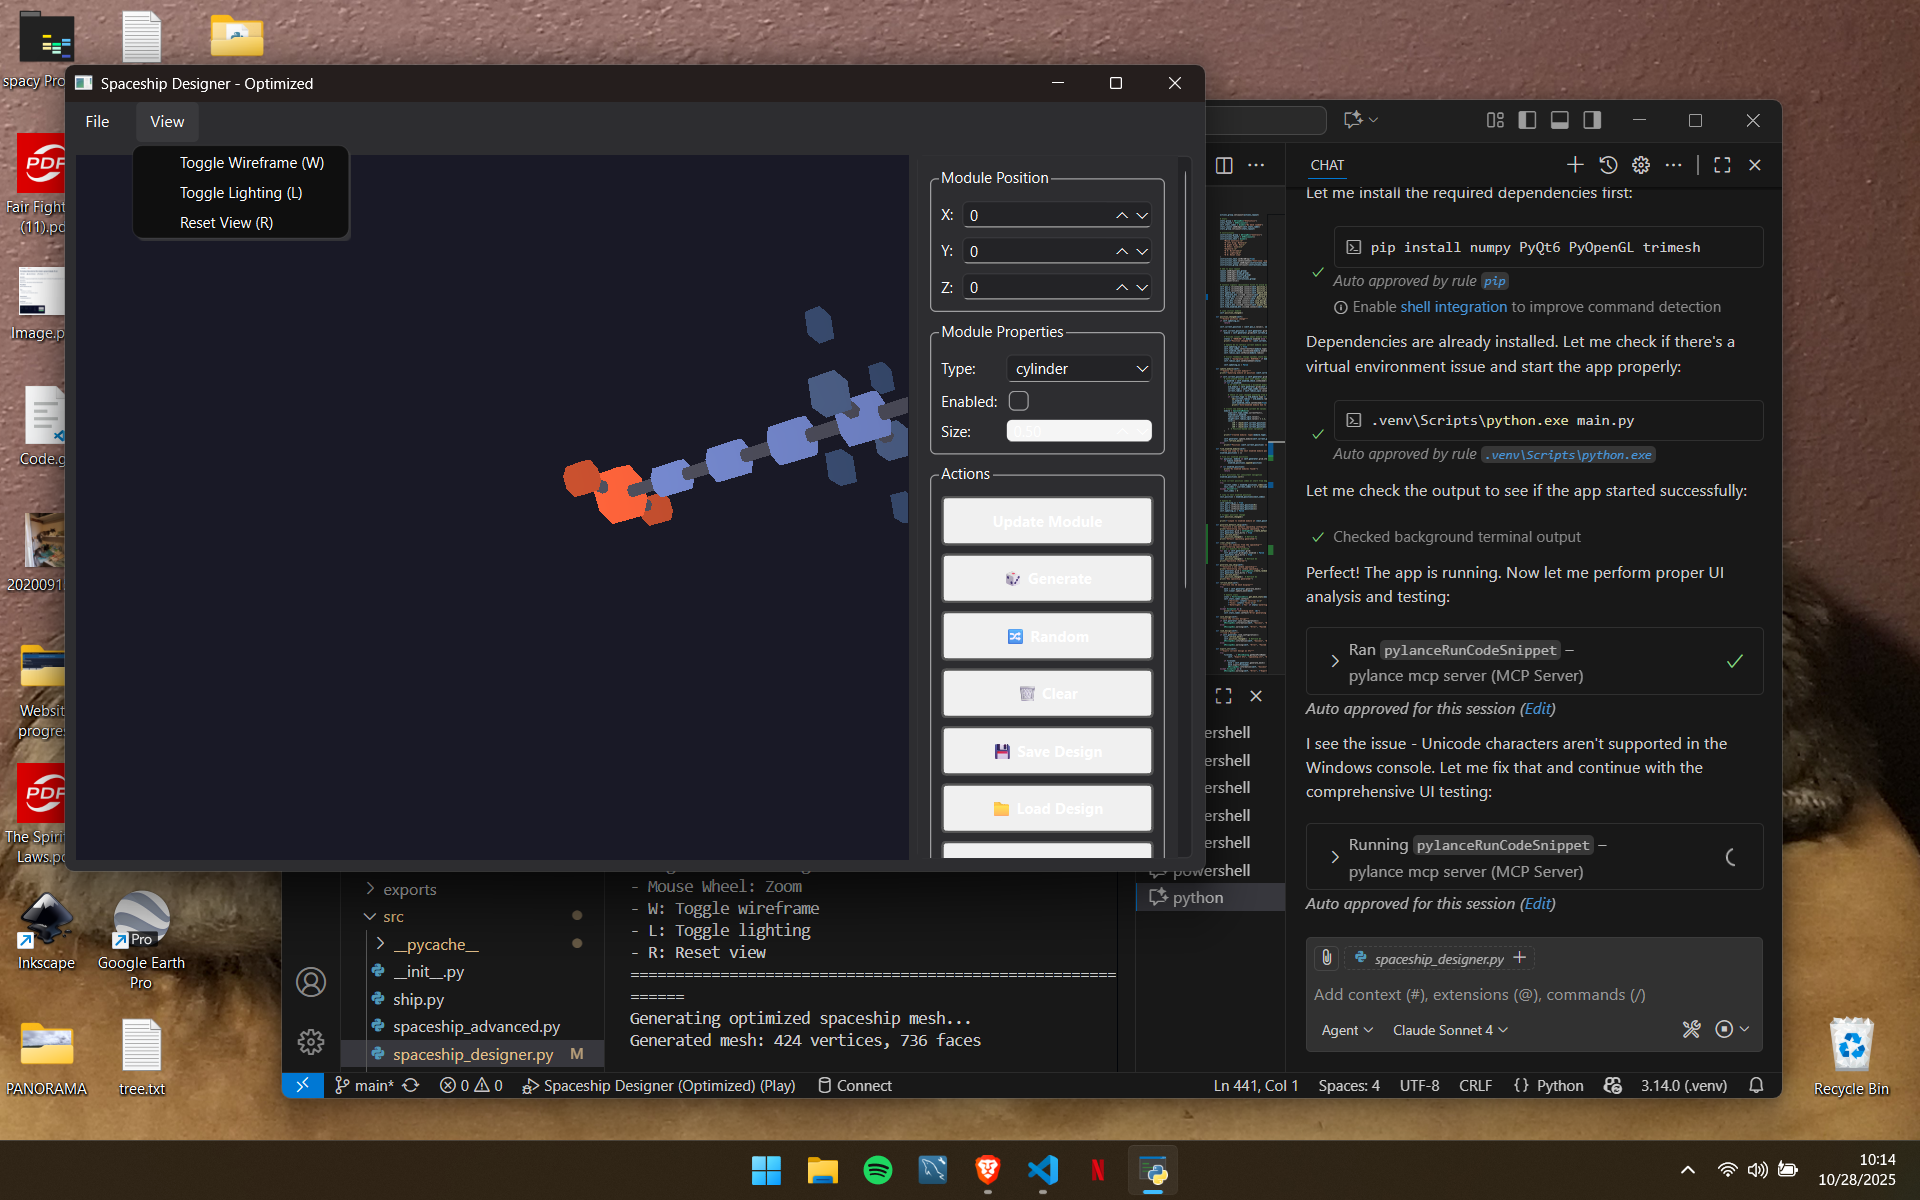 spacy Pro
Fair Fight
(11).pd
Image.p
Code.g
2020091
Websit
progre
The Spirit
Laws.pd
Inkscape
Google Earth
Pro
PANORAMA
tree.txt
Recycle Bin
Spaceship Designer - Optimized
File
View
Toggle Wireframe (W)
Toggle Lighting (L)
Reset View (R)
Module Position
X:
0
Y:
0
Z:
0
Module Properties
Type:
cylinder
Enabled:
Size:
0.50
Actions
Update Module
Generate
Random
Clear
Save Design
Load Design
CHAT
Let me install the required dependencies first:
pip install numpy PyQt6 PyOpenGL trimesh
Auto approved by rule pip
Enable shell integration to improve command detection
Dependencies are already installed. Let me check if there's a
virtual environment issue and start the app properly:
.venv\Scripts\python.exe main.py
Auto approved by rule .venv\Scripts\python.exe
Let me check the output to see if the app started successfully:
Checked background terminal output
Perfect! The app is running. Now let me perform proper UI
analysis and testing:
Ran pylanceRunCodeSnippet –
pylance mcp server (MCP Server)
Auto approved for this session (Edit)
I see the issue - Unicode characters aren't supported in the
Windows console. Let me fix that and continue with the
comprehensive UI testing:
Running pylanceRunCodeSnippet –
pylance mcp server (MCP Server)
Auto approved for this session (Edit)
spaceship_designer.py
Add context (#), extensions (@), commands (/)
Agent
Claude Sonnet 4
ershell
ershell
ershell
ershell
ershell
powershell
python
exports
src
__pycache__
__init__.py
ship.py
spaceship_advanced.py
spaceship_designer.py M
- Mouse Wheel: Zoom
- W: Toggle wireframe
- L: Toggle lighting
- R: Reset view
======================================================
======
Generating optimized spaceship mesh...
Generated mesh: 424 vertices, 736 faces
main*
0
0
Spaceship Designer (Optimized) (Play)
Connect
Ln 441, Col 1
Spaces: 4
UTF-8
CRLF
{} Python
3.14.0 (.venv)
10:14
10/28/2025